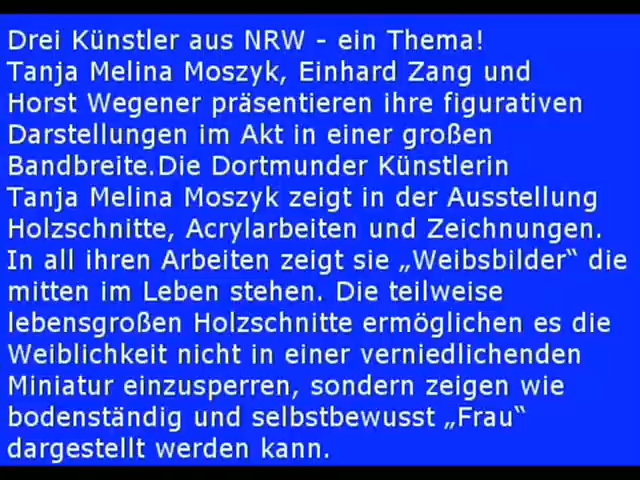 Drei Künstler aus NRW - ein Thema!
Tanja Melina Moszyk, Einhard Zang und
Horst Wegener präsentieren ihre figurativen
Darstellungen im Akt in einer großen
Bandbreite.Die Dortmunder Künstlerin
Tanja Melina Moszyk zeigt in der Ausstellung
Holzschnitte, Acrylarbeiten und Zeichnungen.
In all ihren Arbeiten zeigt sie „Weibsbilder“ die
mitten im Leben stehen. Die teilweise
lebensgroßen Holzschnitte ermöglichen es die
Weiblichkeit nicht in einer verniedlichenden
Miniatur einzusperren, sondern zeigen wie
bodenständig und selbstbewusst „Frau“
dargestellt werden kann.